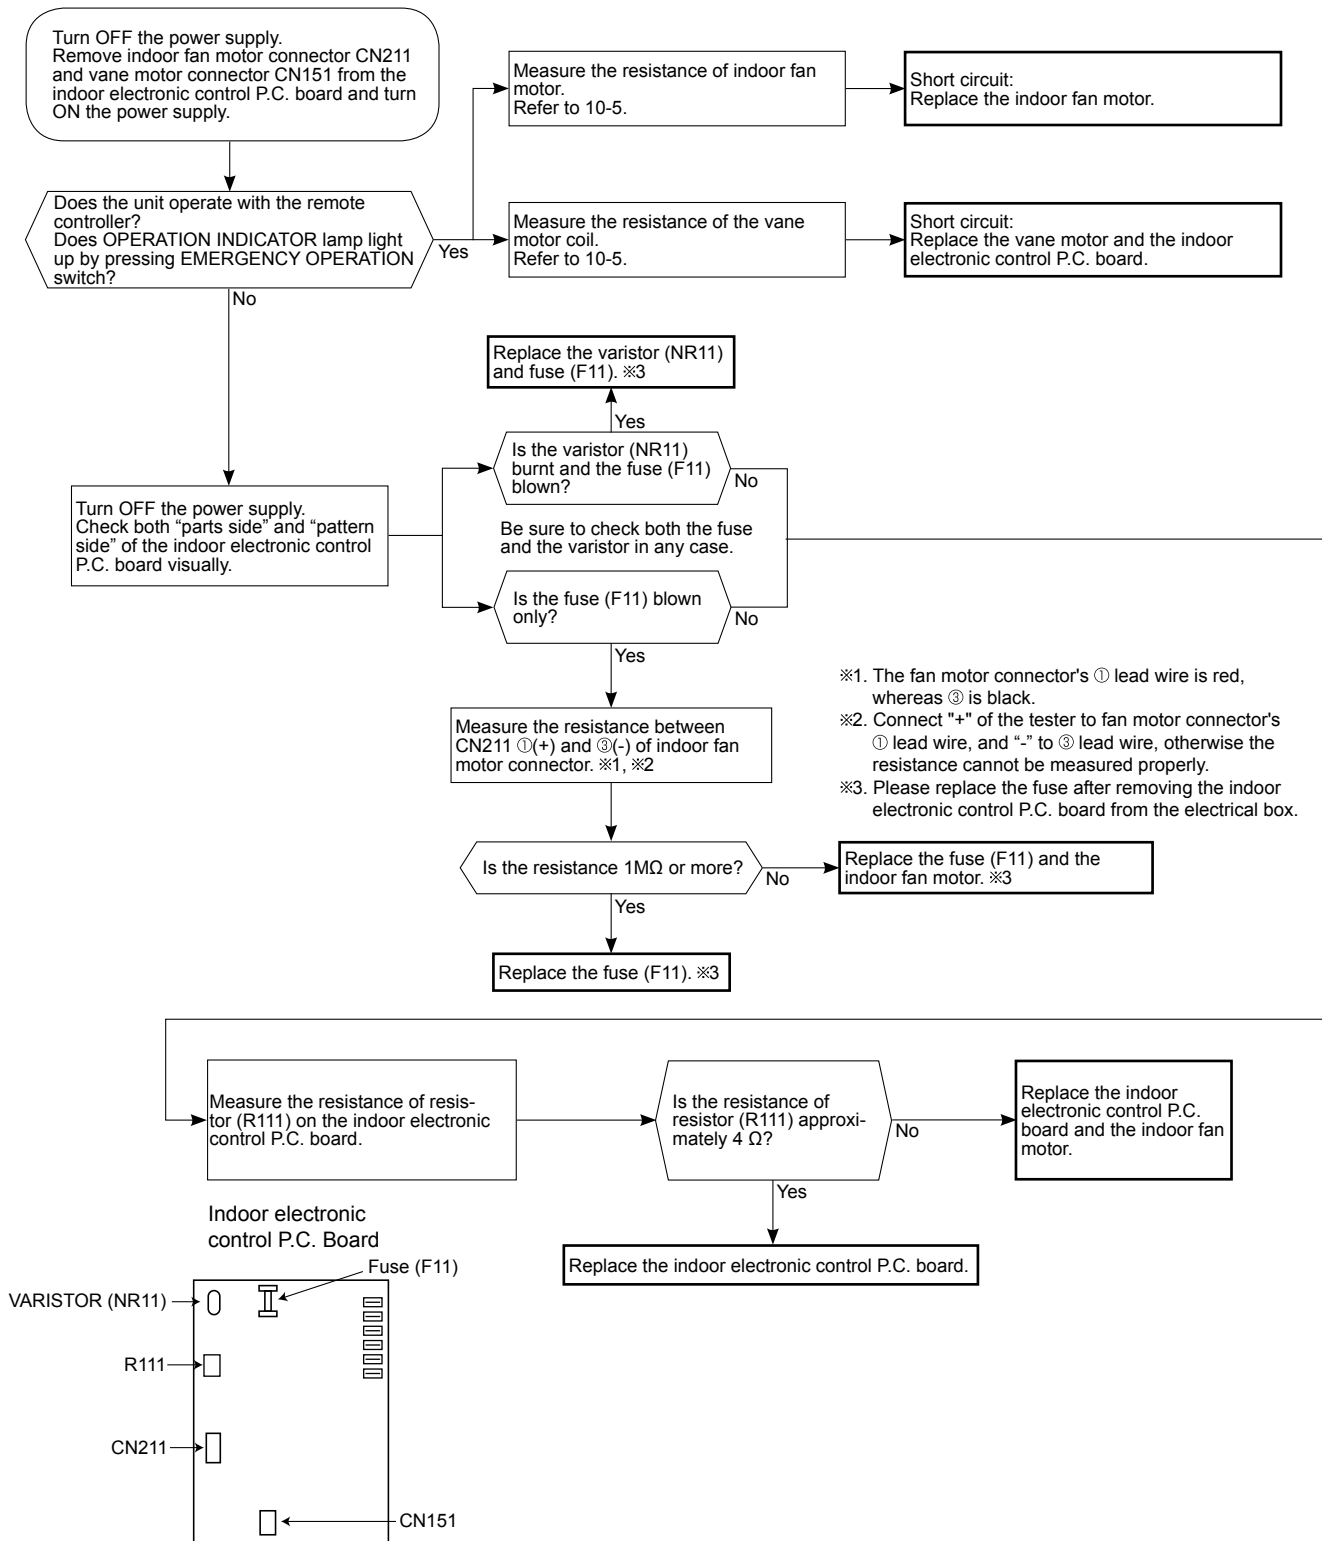 Turn OFF the power supply.
Remove indoor fan motor connector CN211
and vane motor connector CN151 from the
indoor electronic control P.C. board and turn
ON the power supply.
Measure the resistance of indoor fan
motor.
Refer to 10-5.
Short circuit:
Replace the indoor fan motor.
Does the unit operate with the remote
controller?
Does OPERATION INDICATOR lamp light
up by pressing EMERGENCY OPERATION
switch?
Yes
Measure the resistance of the vane
motor coil.
Refer to 10-5.
Short circuit:
Replace the vane motor and the indoor
electronic control P.C. board.
No
Replace the varistor (NR11)
and fuse (F11). ※3
Yes
Is the varistor (NR11)
burnt and the fuse (F11)
blown?
No
Turn OFF the power supply.
Check both “parts side” and “pattern
side” of the indoor electronic control
P.C. board visually.
Be sure to check both the fuse
and the varistor in any case.
Is the fuse (F11) blown
only?
No
Yes
※1. The fan motor connector's ① lead wire is red,
whereas ③ is black.
※2. Connect "+" of the tester to fan motor connector's
① lead wire, and “-” to ③ lead wire, otherwise the
resistance cannot be measured properly.
※3. Please replace the fuse after removing the indoor
electronic control P.C. board from the electrical box.
Measure the resistance between
CN211 ①(+) and ③(-) of indoor fan
motor connector. ※1, ※2
Is the resistance 1MΩ or more?
No
Replace the fuse (F11) and the
indoor fan motor. ※3
Yes
Replace the fuse (F11). ※3
Measure the resistance of resis-
tor (R111) on the indoor electronic
control P.C. board.
Is the resistance of
resistor (R111) approxi-
mately 4 Ω?
No
Replace the indoor
electronic control P.C.
board and the indoor fan
motor.
Yes
Replace the indoor electronic control P.C. board.
Indoor electronic
control P.C. Board
Fuse (F11)
VARISTOR (NR11)
R111
CN211
CN151